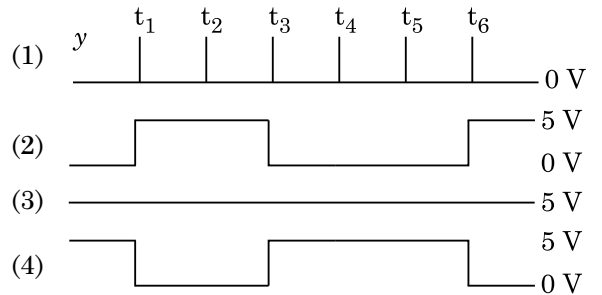 t₁ t₂ t₃ t₄ t₅ t₆
(1) y 0 V
5 V
(2) 0 V
(3) 5 V
5 V
(4) 0 V